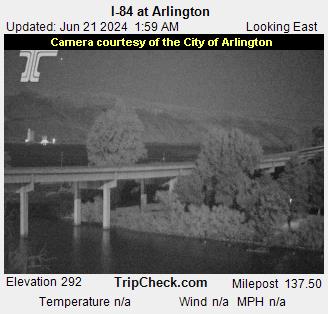 I-84 at Arlington
Updated: Jun 21 2024 1:59 AM Looking East
Camera courtesy of the City of Arlington
Elevation 292 TripCheck.com Milepost 137.50
Temperature n/a Wind n/a MPH n/a